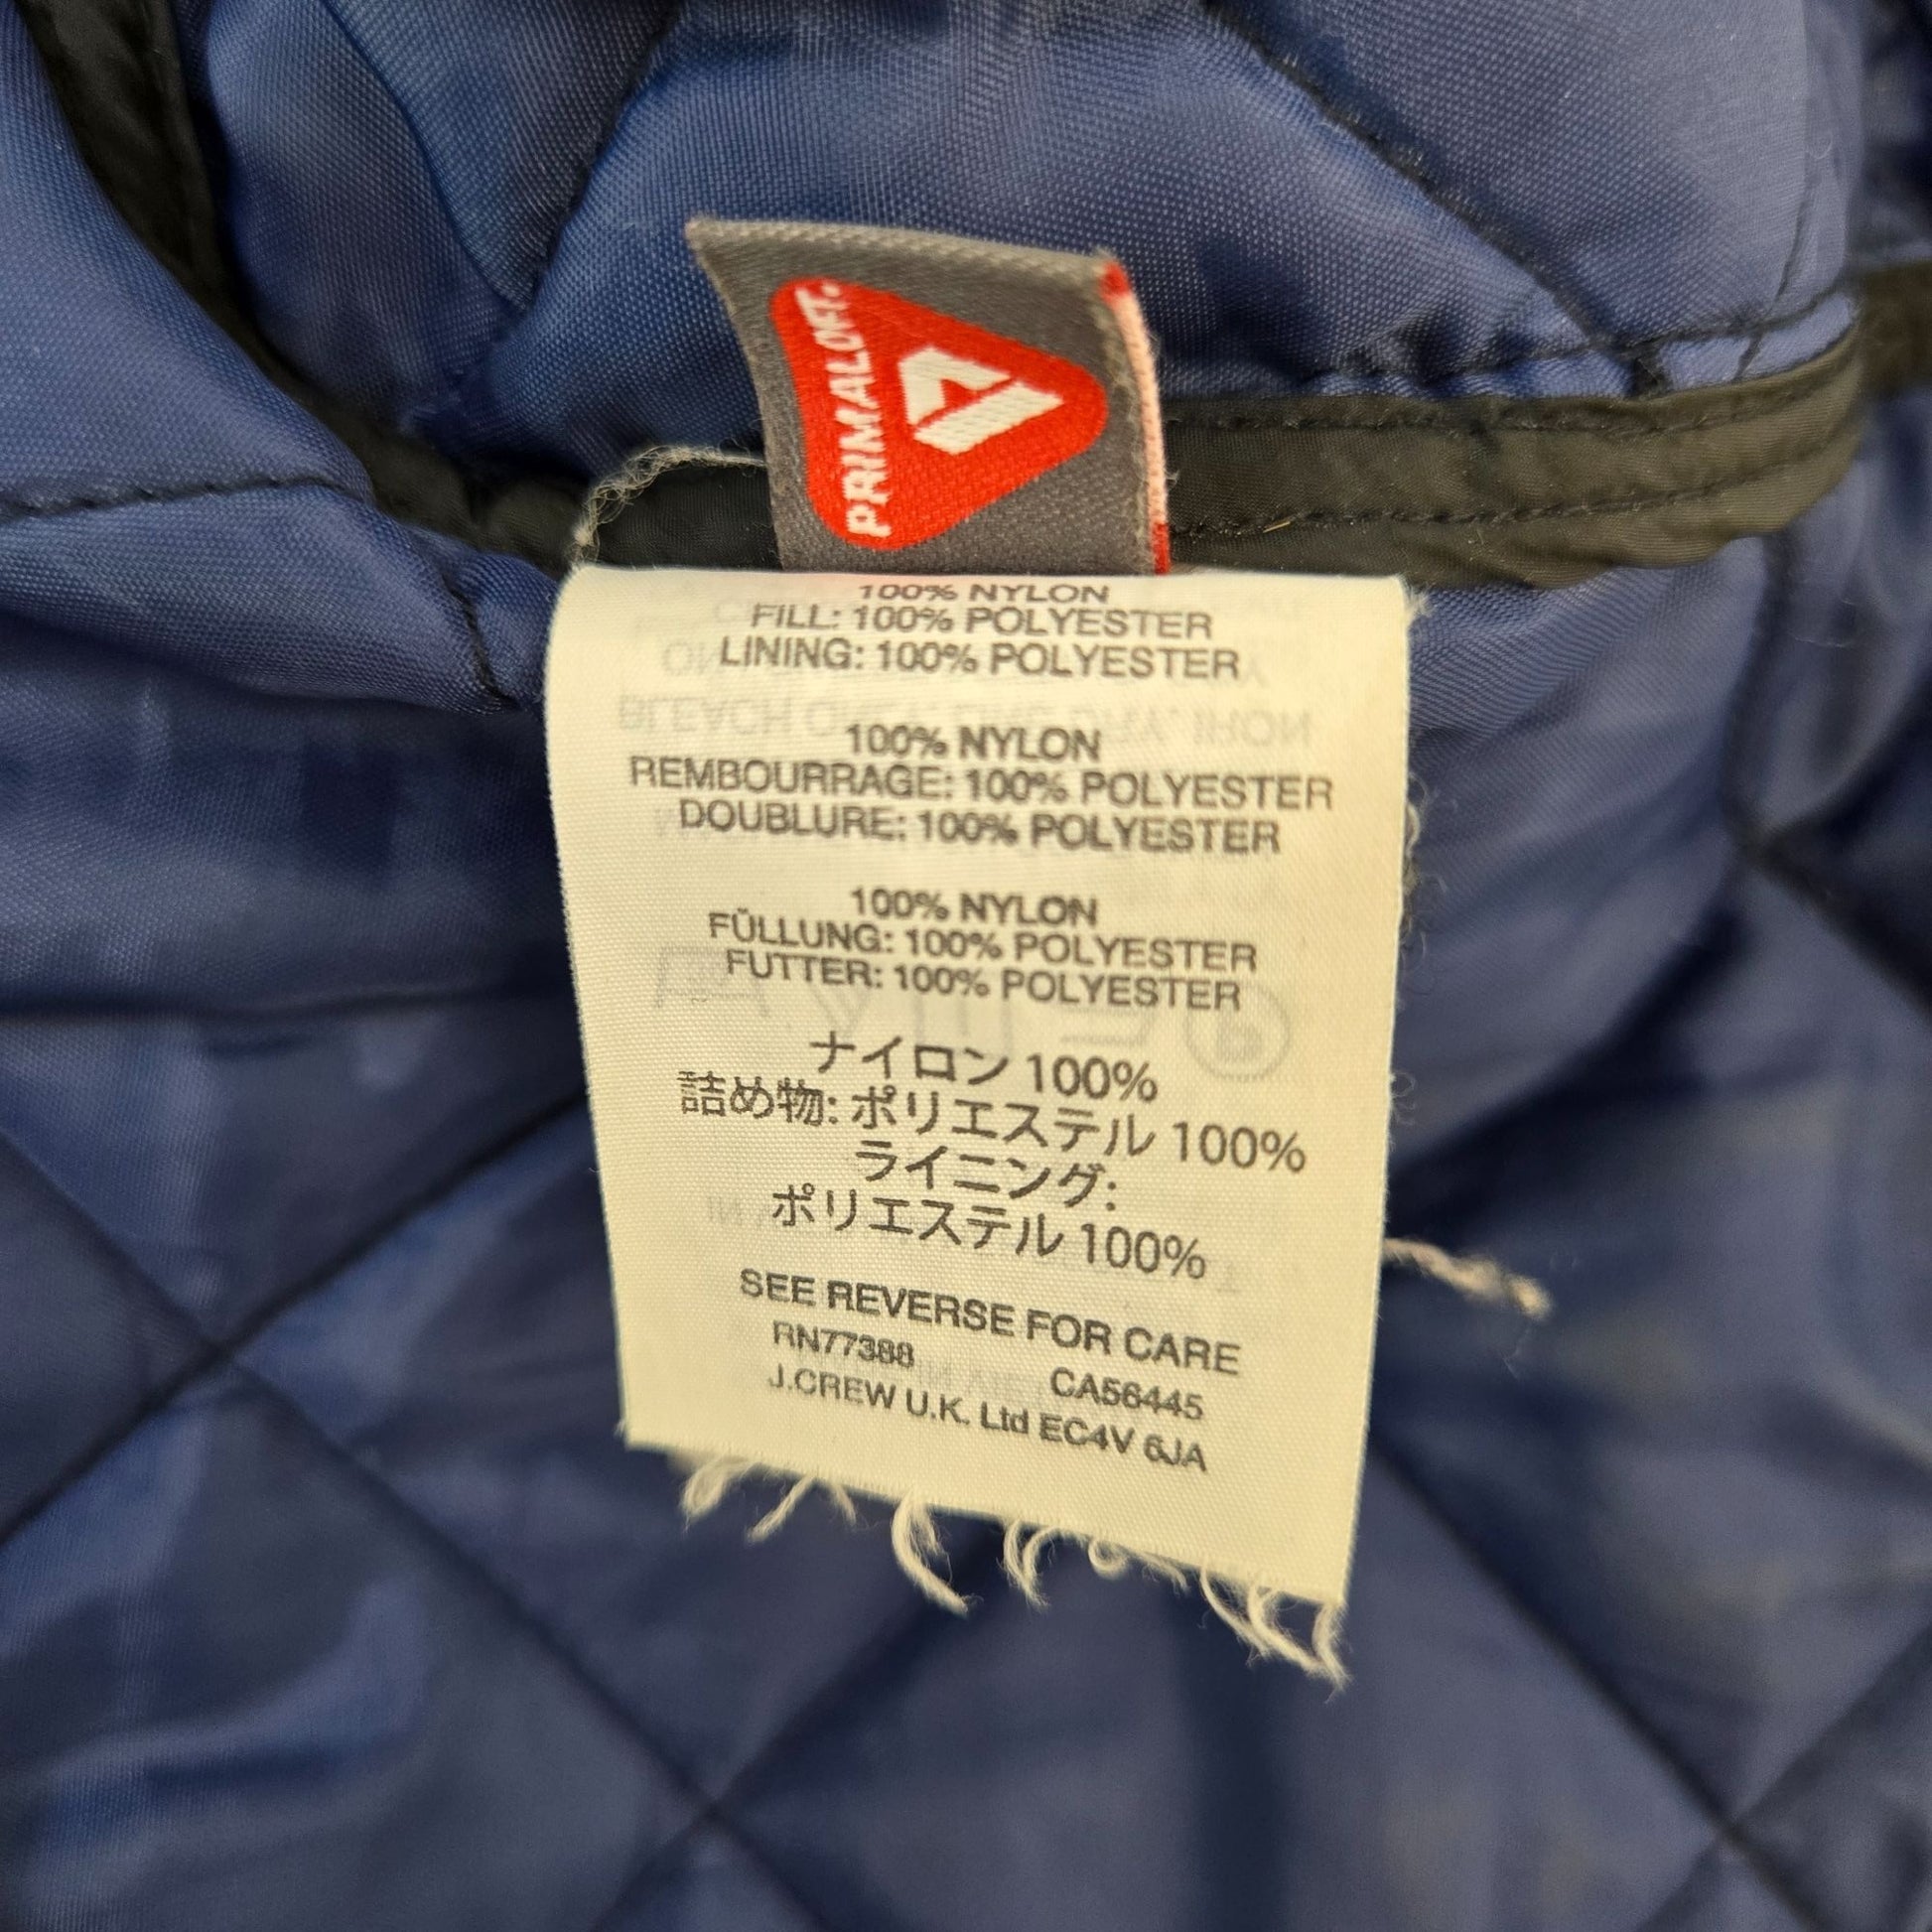 PRIMALOFT
100% NYLON
FILL: 100% POLYESTER
LINING: 100% POLYESTER
100% NYLON
REMBOURRAGE: 100% POLYESTER
DOUBLURE: 100% POLYESTER
100% NYLON
FÜLLUNG: 100% POLYESTER
FUTTER: 100% POLYESTER
ナイロン 100%
詰め物: ポリエステル 100%
ライニング:
ポリエステル 100%
SEE REVERSE FOR CARE
RN77388 CA56445
J.CREW U.K. Ltd EC4V 6JA